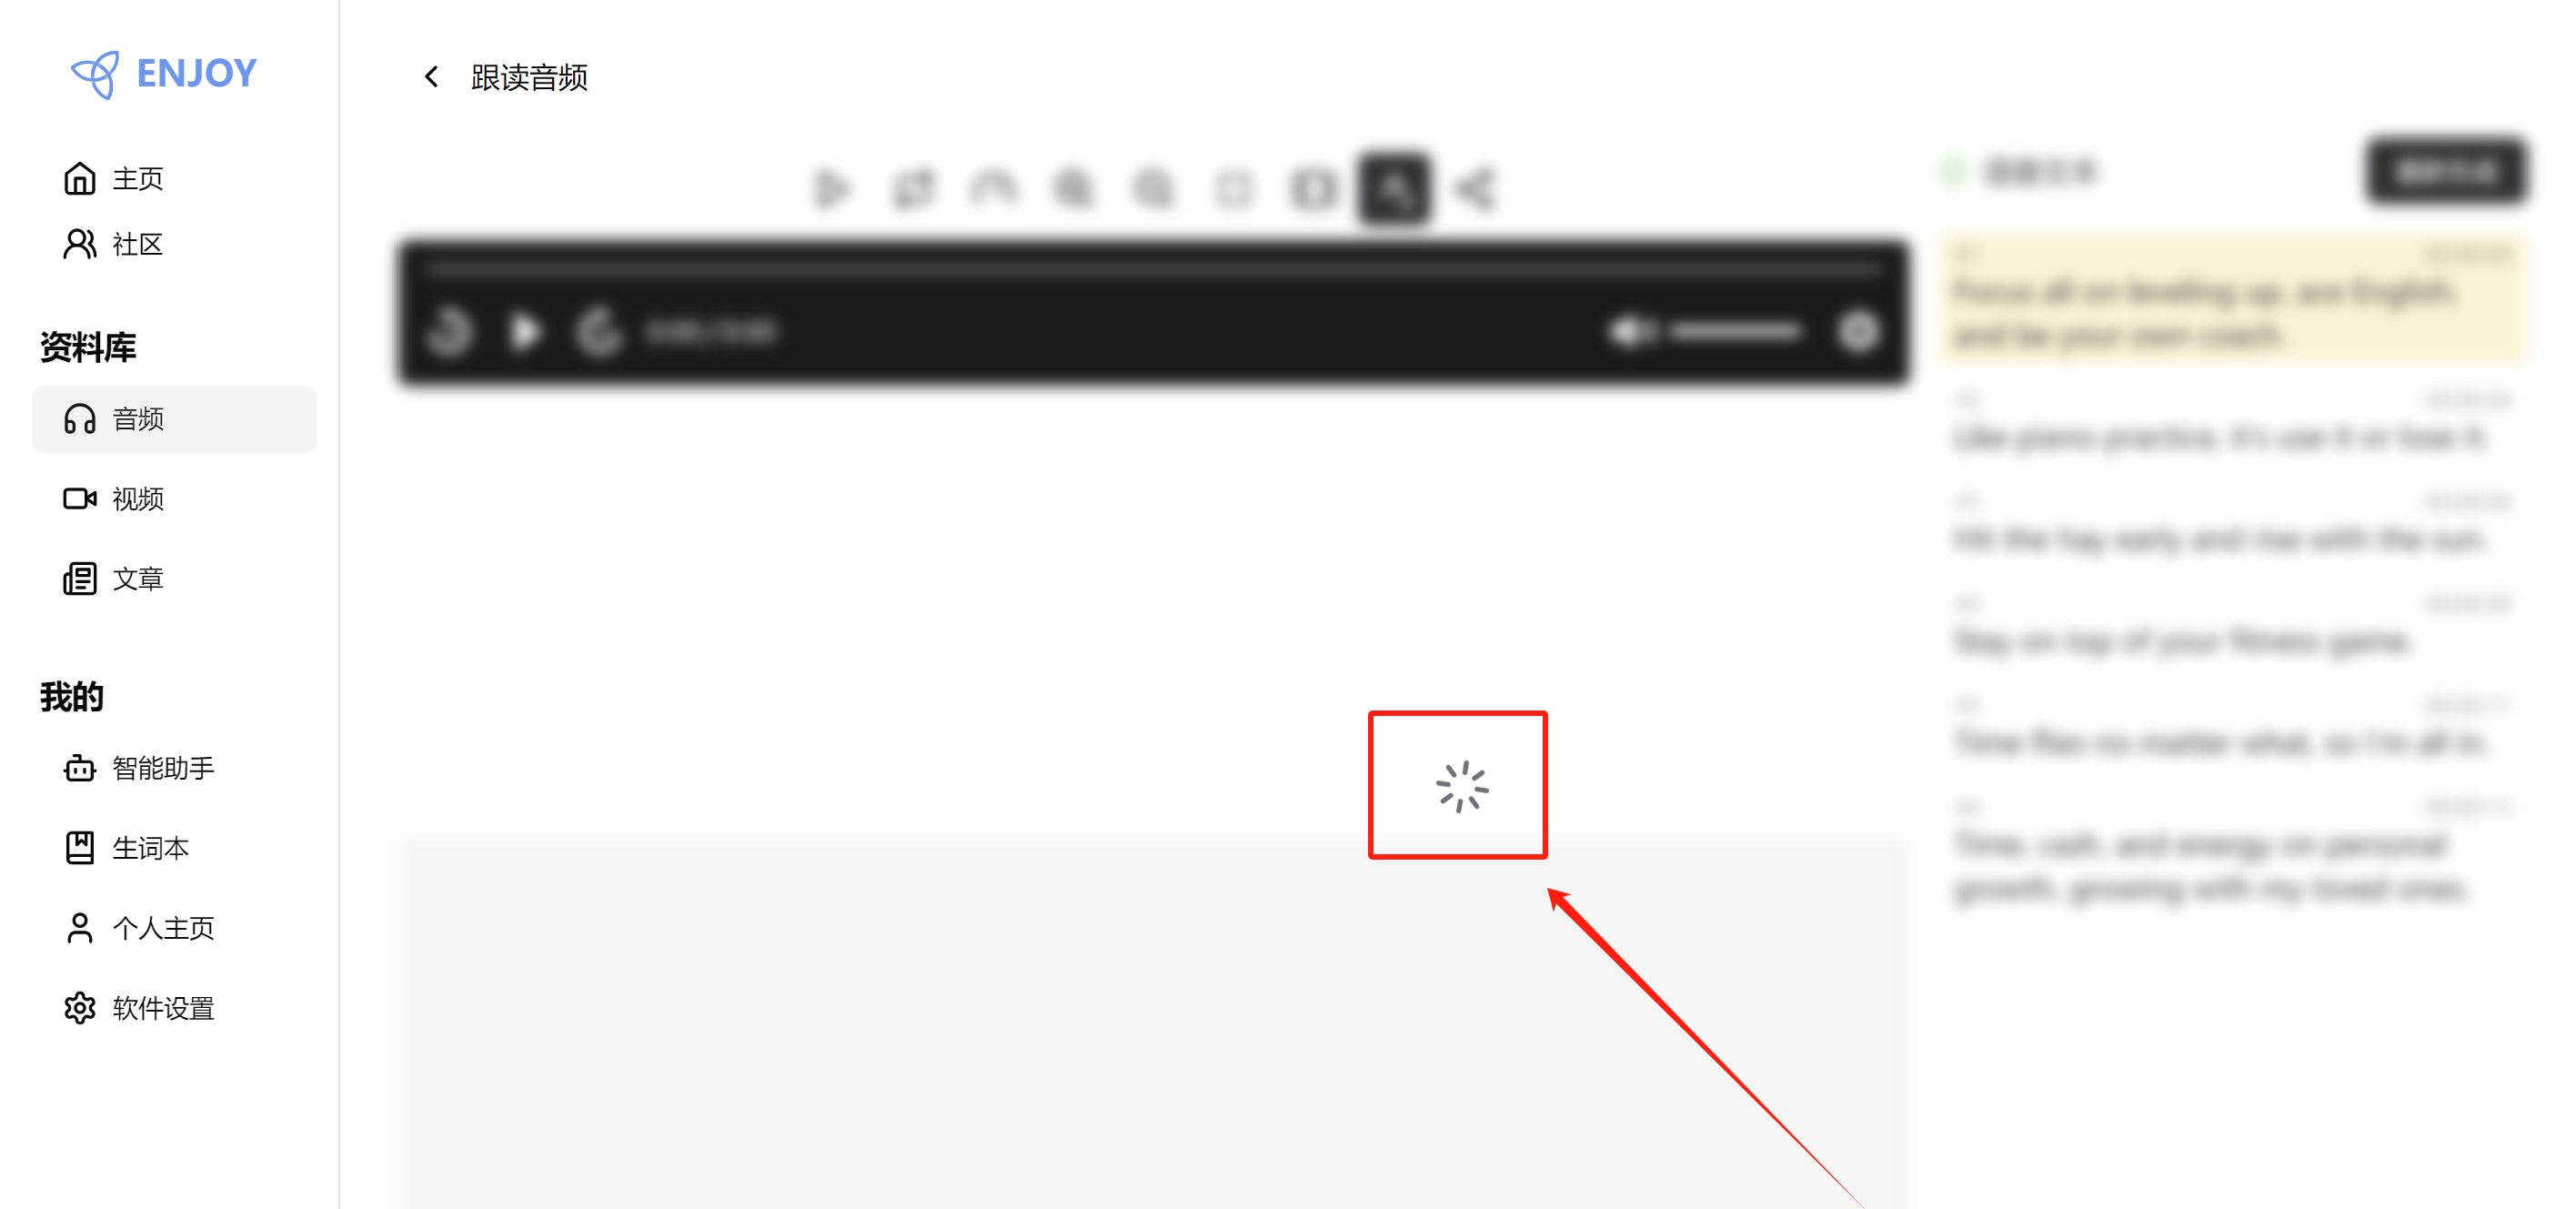 ENJOY
主页
社区
资料库
音频
视频
文章
我的
智能助手
生词本
个人主页
软件设置
跟读音频
0:00 / 0:00
Focus all on leveling up, ace English,
and be your own coach.
Like piano practice, it's use it or lose it.
Hit the hay early and rise with the sun.
Stay on top of your fitness game.
Time flies no matter what, so I'm all in.
Time, cash, and energy on personal
growth, growing with my loved ones.